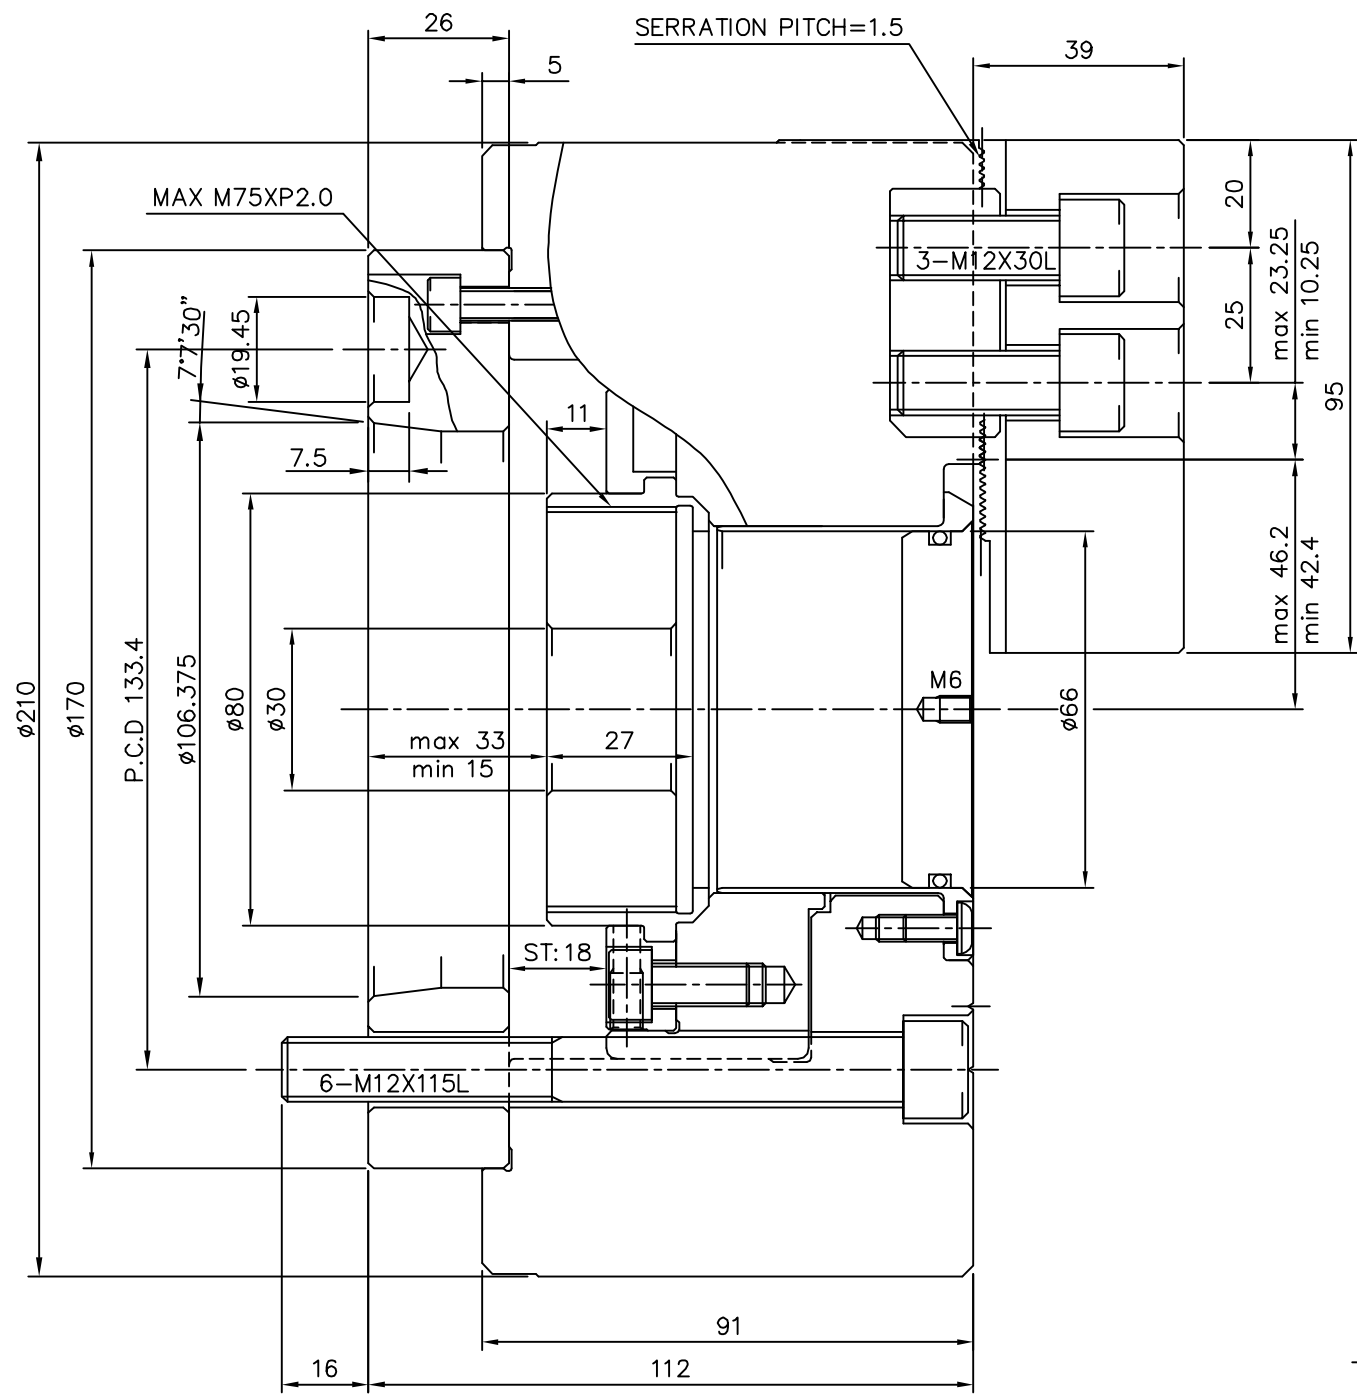 26
SERRATION PITCH=1.5
5
39
MAX M75XP2.0
20
3-M12X30L
max 23.25
min 10.25
25
7°7'30"
ø19.45
95
11
7.5
max 46.2
min 42.4
M6
P.C.D 133.4
ø210
ø170
ø106.375
ø80
ø30
ø66
max 33
min 15
27
ST:18
6-M12X115L
91
16
112